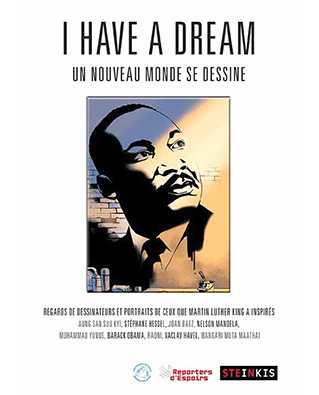 I HAVE A DREAM
UN NOUVEAU MONDE SE DESSINE
REGARDS DE DESSINATEURS ET PORTRAITS DE CEUX QUE MARTIN LUTHER KING A INSPIRÉS
AUNG SAN SUU KYI, STÉPHANE HESSEL, JOAN BAEZ, NELSON MANDELA,
MUHAMMAD YUNUS, BARACK OBAMA, RAONI, VACLAV HAVEL, WANGARI MUTA MAATHAI
Reporters
d'Espoirs
STEINKIS